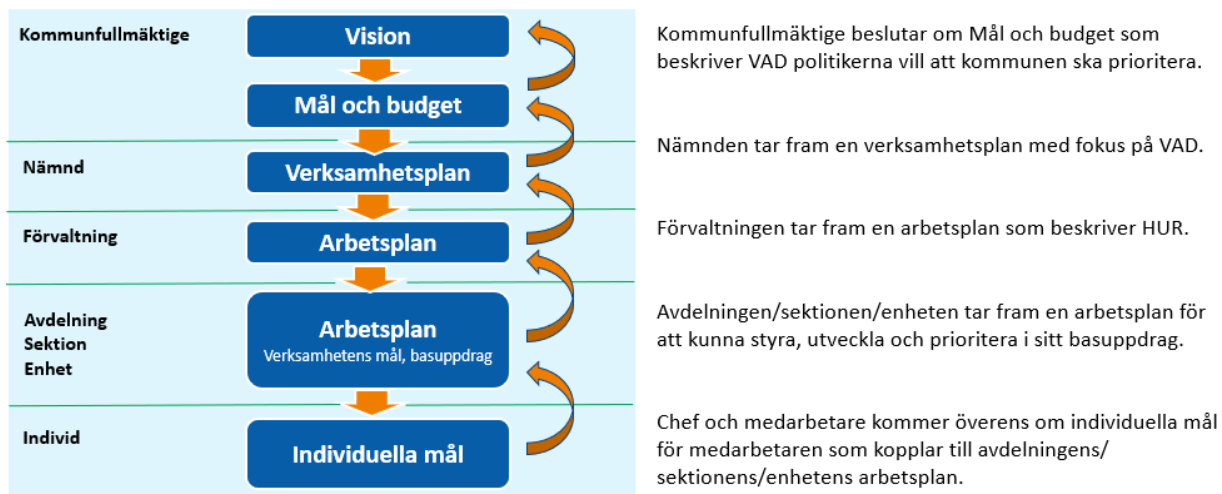 Kommunfullmäktige
Vision
Mål och budget
Kommunfullmäktige beslutar om Mål och budget som
beskriver VAD politikerna vill att kommunen ska prioritera.
Nämnd
Verksamhetsplan
Nämnden tar fram en verksamhetsplan med fokus på VAD.
Förvaltning
Arbetsplan
Förvaltningen tar fram en arbetsplan som beskriver HUR.
Avdelning
Sektion
Enhet
Arbetsplan
Verksamhetens mål, basuppdrag
Avdelningen/sektionen/enheten tar fram en arbetsplan för
att kunna styra, utveckla och prioritera i sitt basuppdrag.
Individ
Individuella mål
Chef och medarbetare kommer överens om individuella mål
för medarbetaren som kopplar till avdelningens/
sektionens/enhetens arbetsplan.